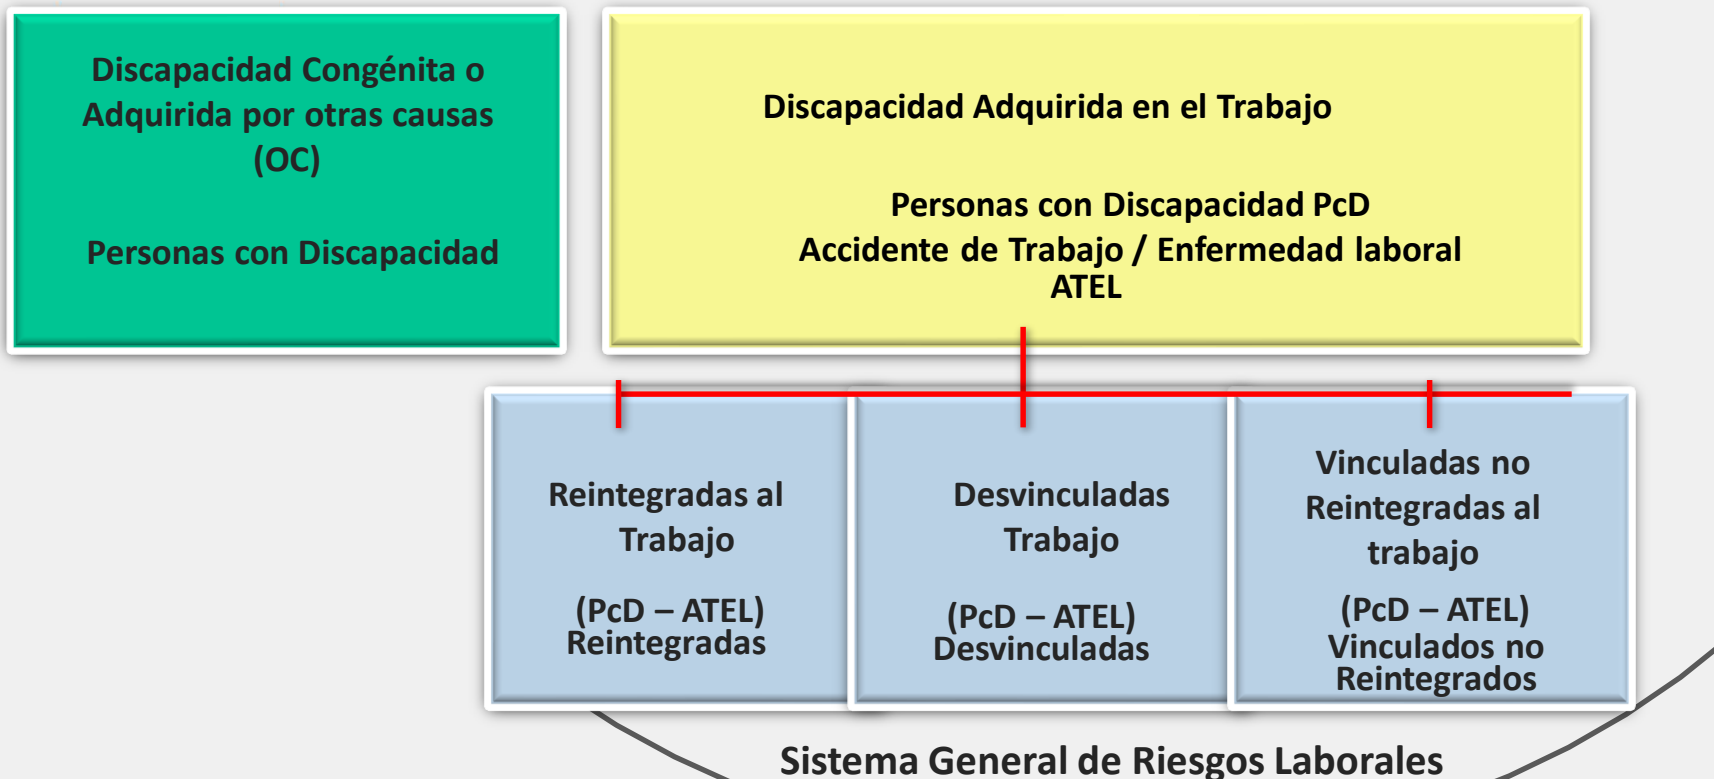 Discapacidad Congénita o
Adquirida por otras causas
(OC)
Personas con Discapacidad
Discapacidad Adquirida en el Trabajo
Personas con Discapacidad PcD
Accidente de Trabajo / Enfermedad laboral
ATEL
Reintegradas al
Trabajo
(PcD – ATEL)
Reintegradas
Desvinculadas
Trabajo
(PcD – ATEL)
Desvinculadas
Vinculadas no
Reintegradas al
trabajo
(PcD – ATEL)
Vinculados no
Reintegrados
Sistema General de Riesgos Laborales